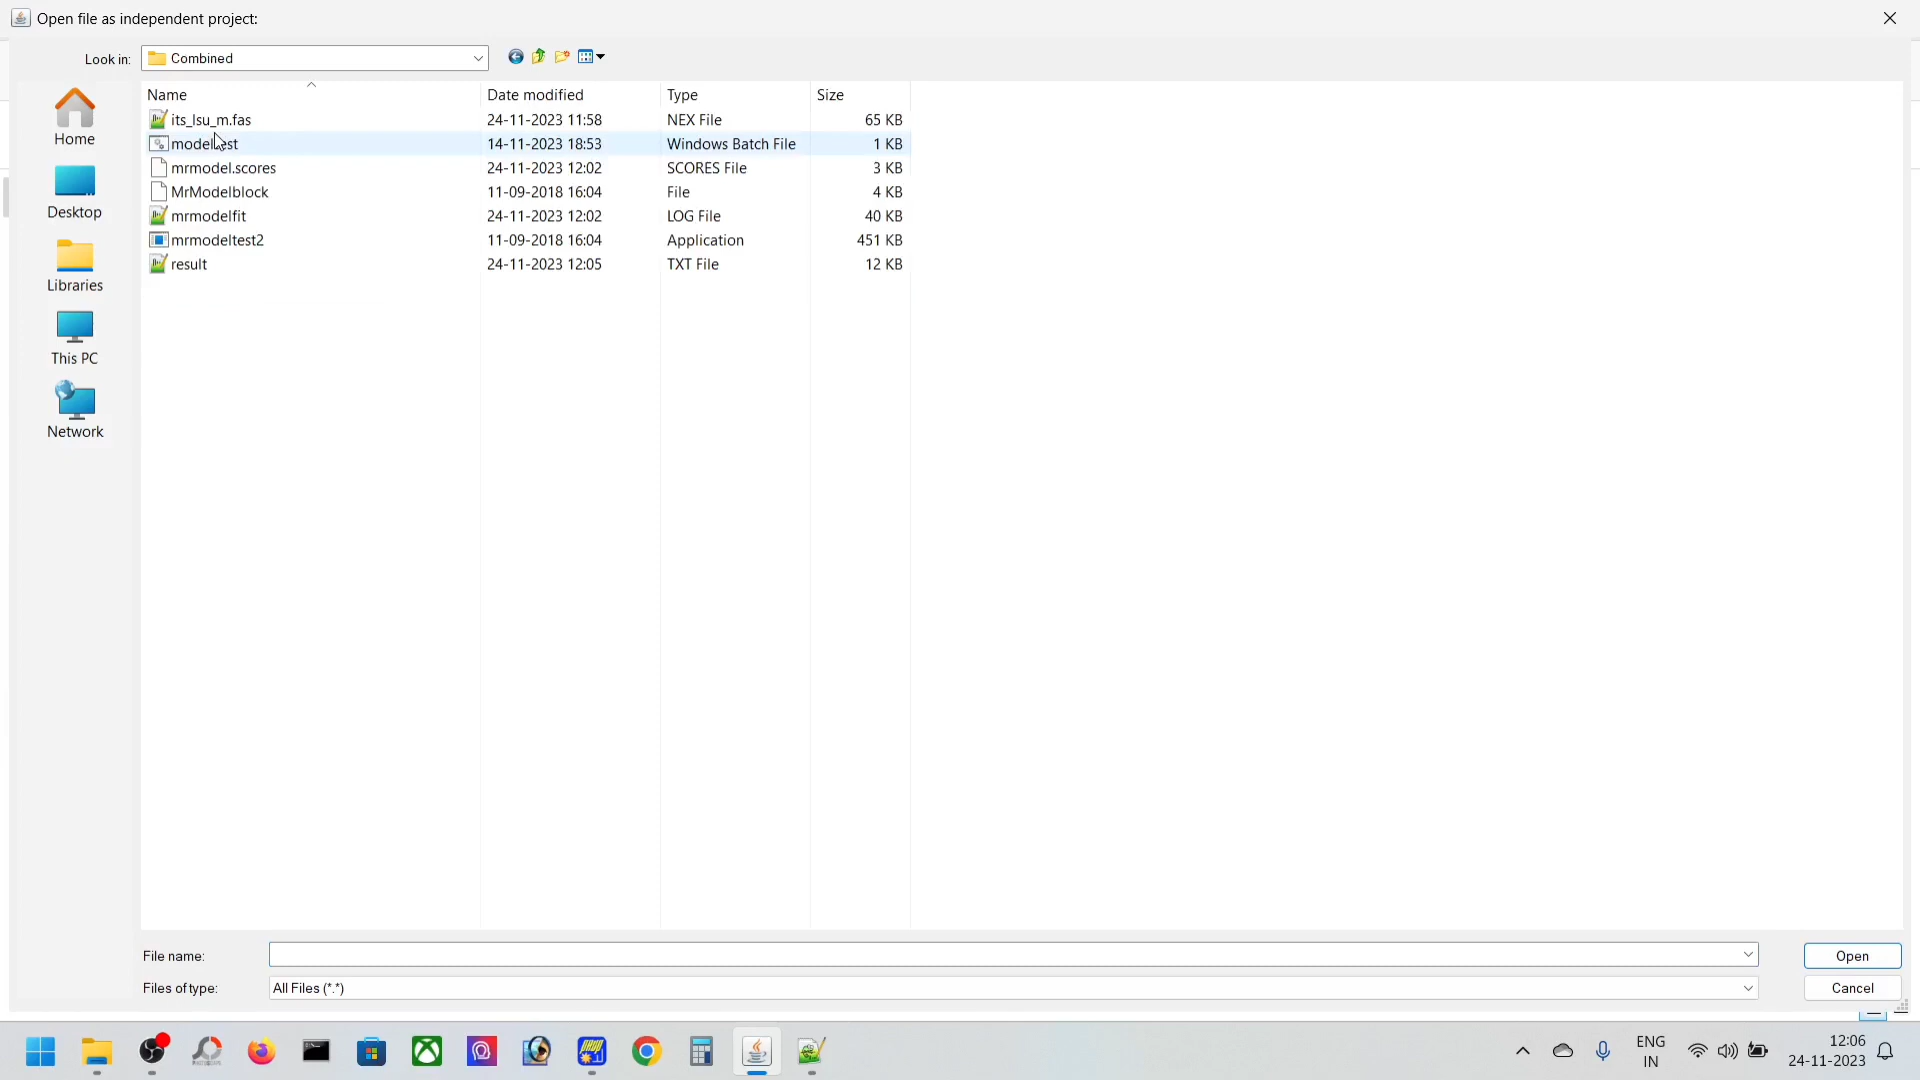 Open file as independent project:
Look in: Combined
Name Date modified Type Size
its_lsu_m.fas 24-11-2023 11:58 NEX File 65 KB
modeltest 14-11-2023 18:53 Windows Batch File 1 KB
mrmodel.scores 24-11-2023 12:02 SCORES File 3 KB
MrModelblock 11-09-2018 16:04 File 4 KB
mrmodelfit 24-11-2023 12:02 LOG File 40 KB
mrmodeltest2 11-09-2018 16:04 Application 451 KB
result 24-11-2023 12:05 TXT File 12 KB
Home
Desktop
Libraries
This PC
Network
File name: Open
Files of type: All Files (*.*) Cancel
ENG 12:06
IN 24-11-2023